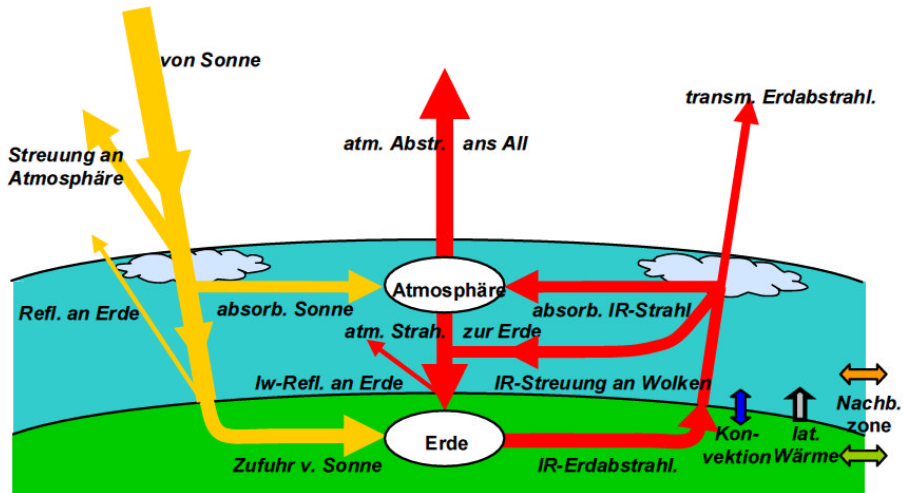 von Sonne
transm. Erdabstrahl.
Streuung an
Atmosphäre
atm. Abstr. ans All
Atmosphäre
Refl. an Erde
absorb. Sonne
absorb. IR-Strahl.
atm. Strah. zur Erde
lw-Refl. an Erde
IR-Streuung an Wolken
Nachb.
zone
Erde
Kon-
vektion
lat.
Wärme
Zufuhr v. Sonne
IR-Erdabstrahl.